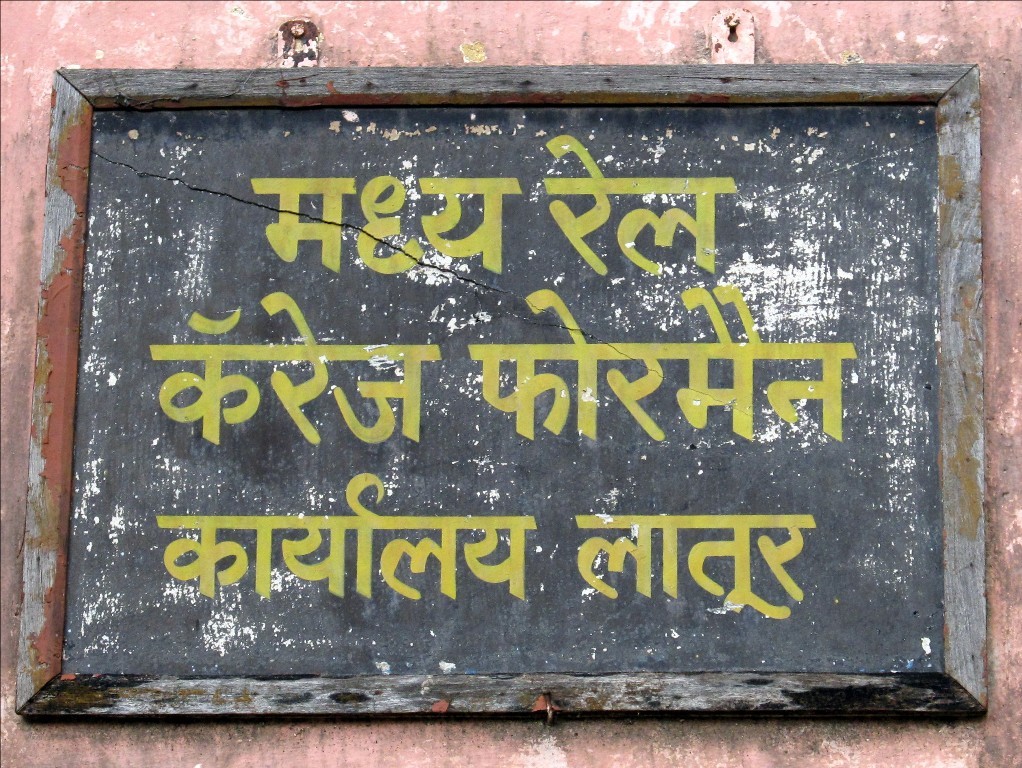 मध्य रेल
कॅरेज फोरमैन
कार्यालय लातूर